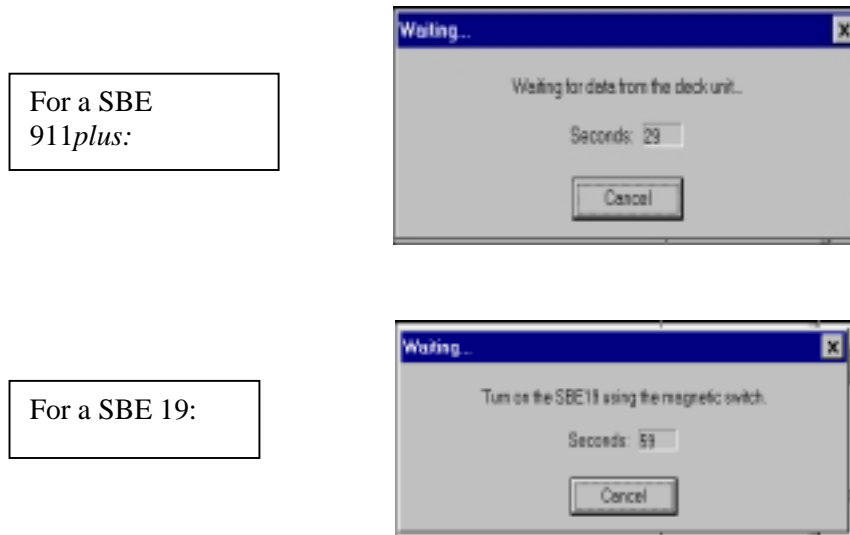 For a SBE
911plus:
Waiting...
Waiting for data from the deck unit...
Seconds: 29
Cancel
For a SBE 19:
Waiting...
Turn on the SBE19 using the magnetic switch.
Seconds: 59
Cancel